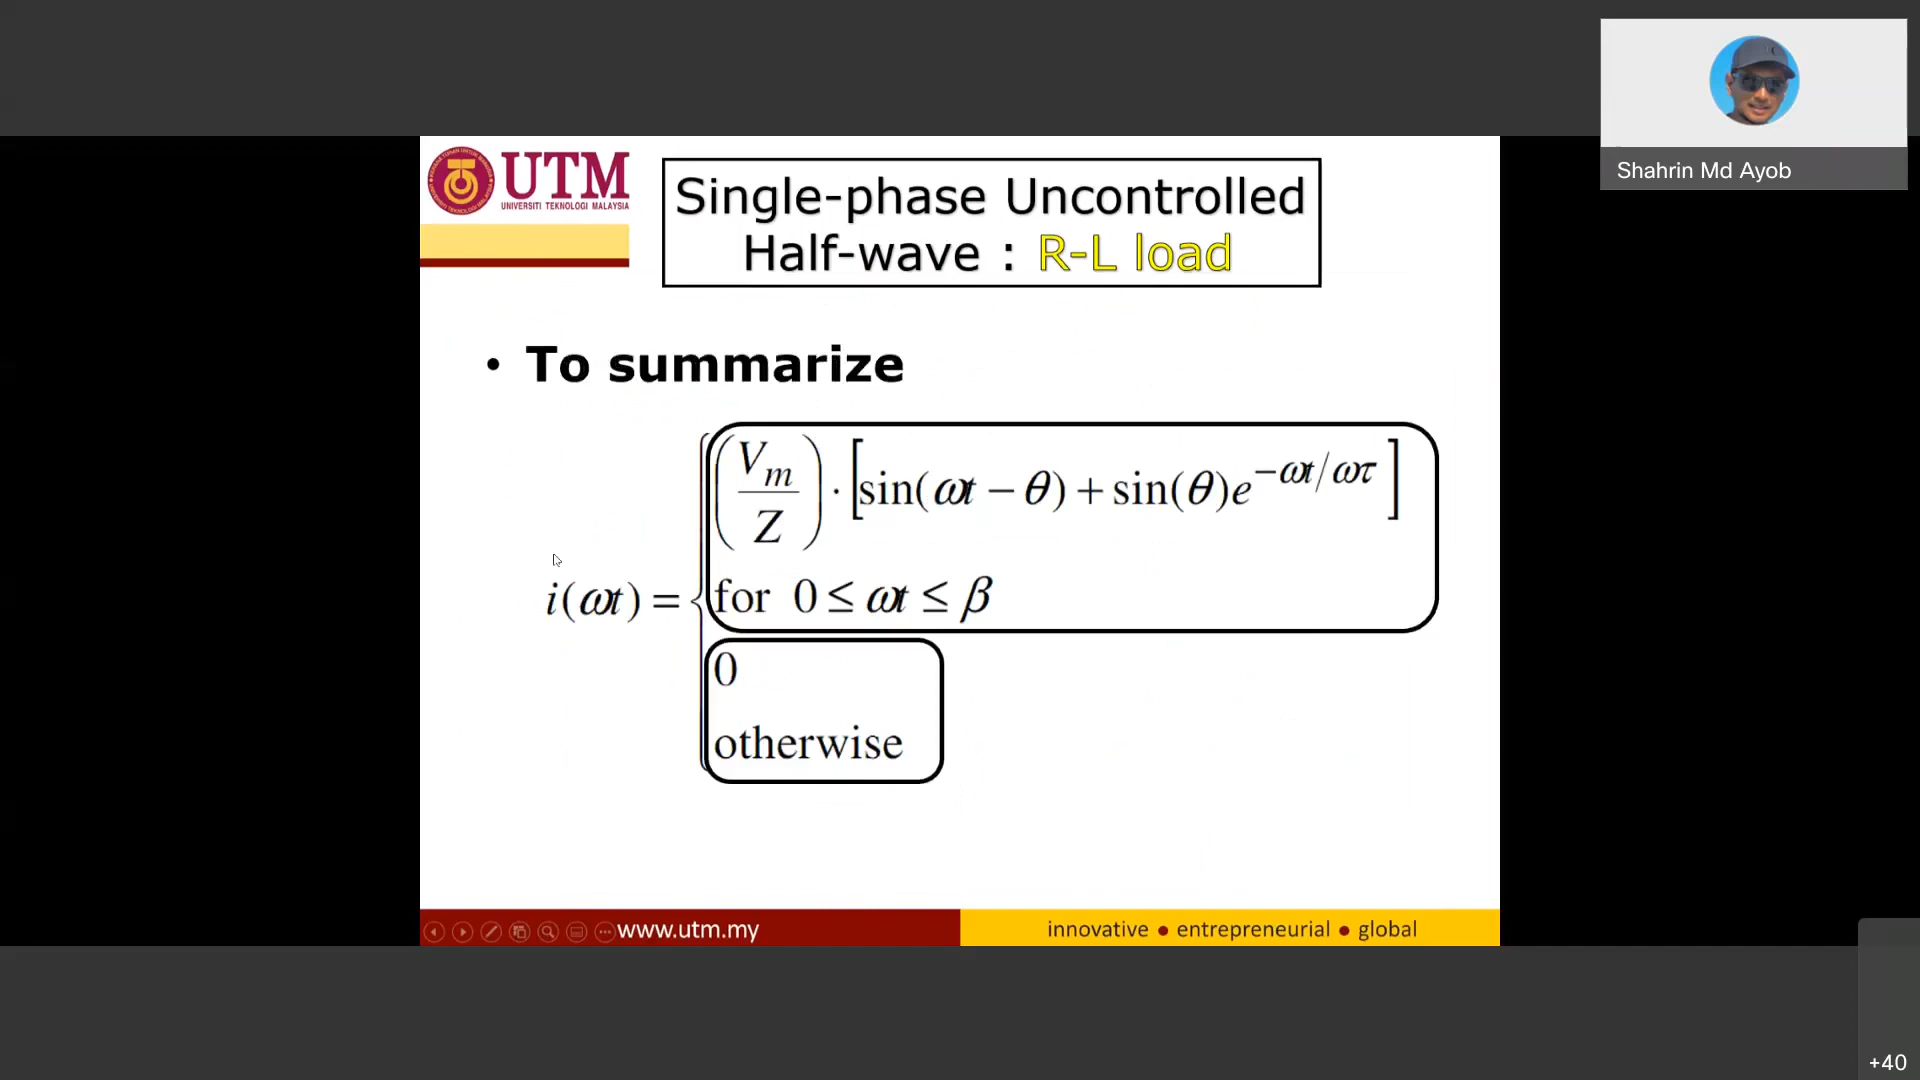 Shahrin Md Ayob
UTM
UNIVERSITI TEKNOLOGI MALAYSIA
Single-phase Uncontrolled
Half-wave : R-L load
• To summarize
i(ωt) = { (V_m / Z) · [sin(ωt − θ) + sin(θ)e^{−ωt/ωτ}]
for 0 ≤ ωt ≤ β
0
otherwise
www.utm.my
innovative ● entrepreneurial ● global
+40